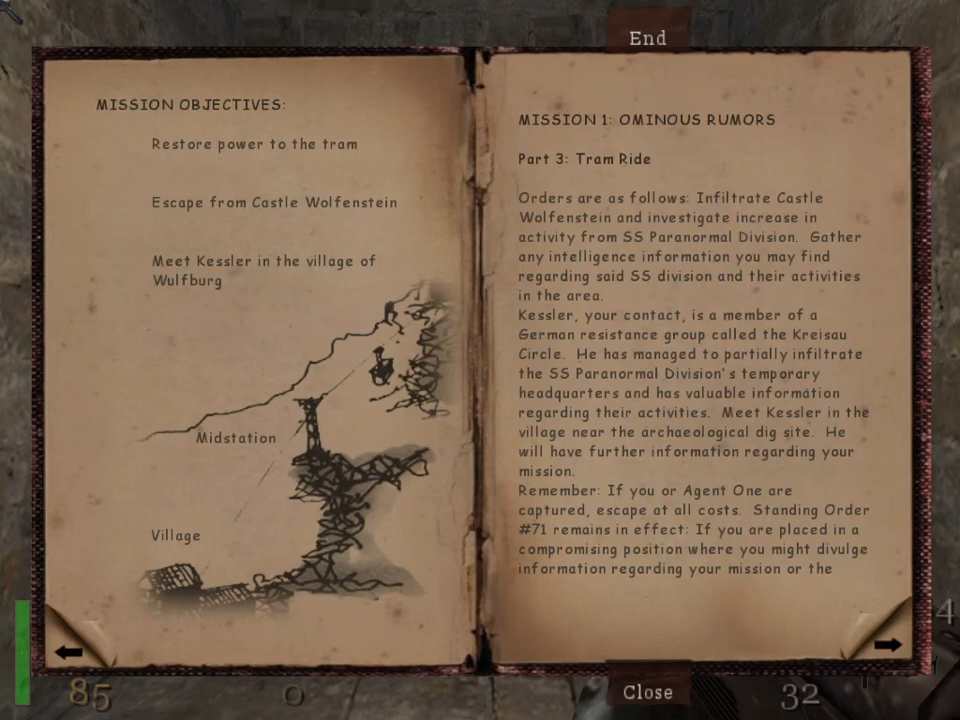 End
MISSION OBJECTIVES:
Restore power to the tram
Escape from Castle Wolfenstein
Meet Kessler in the village of
Wulfburg
Midstation
Village
MISSION 1: OMINOUS RUMORS
Part 3: Tram Ride
Orders are as follows: Infiltrate Castle
Wolfenstein and investigate increase in
activity from SS Paranormal Division. Gather
any intelligence information you may find
regarding said SS division and their activities
in the area.
Kessler, your contact, is a member of a
German resistance group called the Kreisau
Circle. He has managed to partially infiltrate
the SS Paranormal Division's temporary
headquarters and has valuable information
regarding their activities. Meet Kessler in the
village near the archaeological dig site. He
will have further information regarding your
mission.
Remember: If you or Agent One are
captured, escape at all costs. Standing Order
#71 remains in effect: If you are placed in a
compromising position where you might divulge
information regarding your mission or the
85
0
Close
32
4